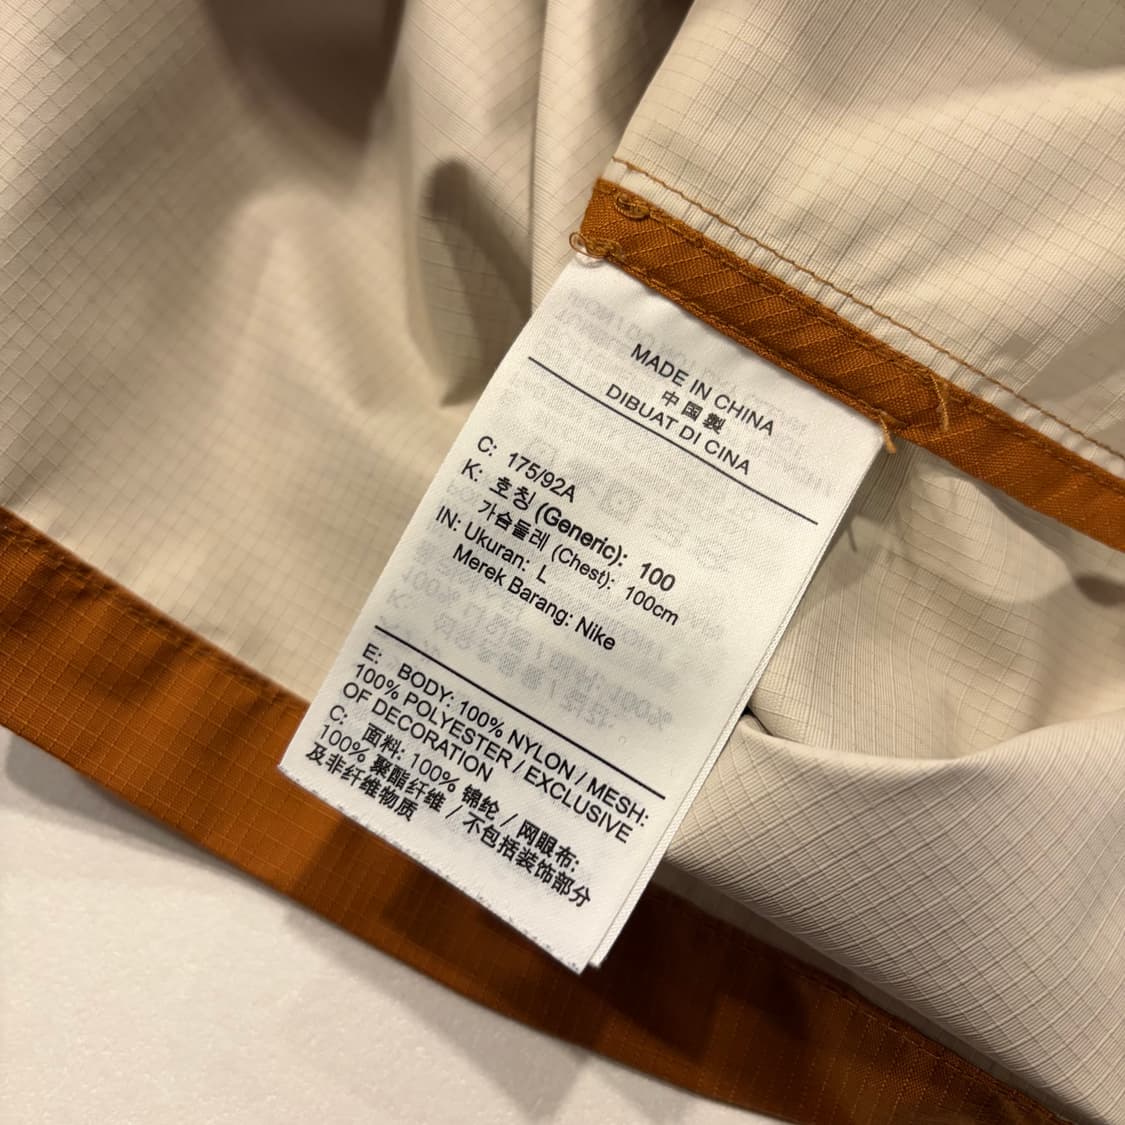 MADE IN CHINA
中国製
DIBUAT DI CINA
C: 175/92A
K: 호칭 (Generic): 100
가슴둘레 (Chest): 100cm
IN: Ukuran: L
Merek Barang: Nike
E: BODY: 100% NYLON / MESH:
100% POLYESTER / EXCLUSIVE
OF DECORATION
C: 面料: 100% 锦纶 / 网眼布:
100% 聚酯纤维 / 不包括装饰部分
及非纤维物质